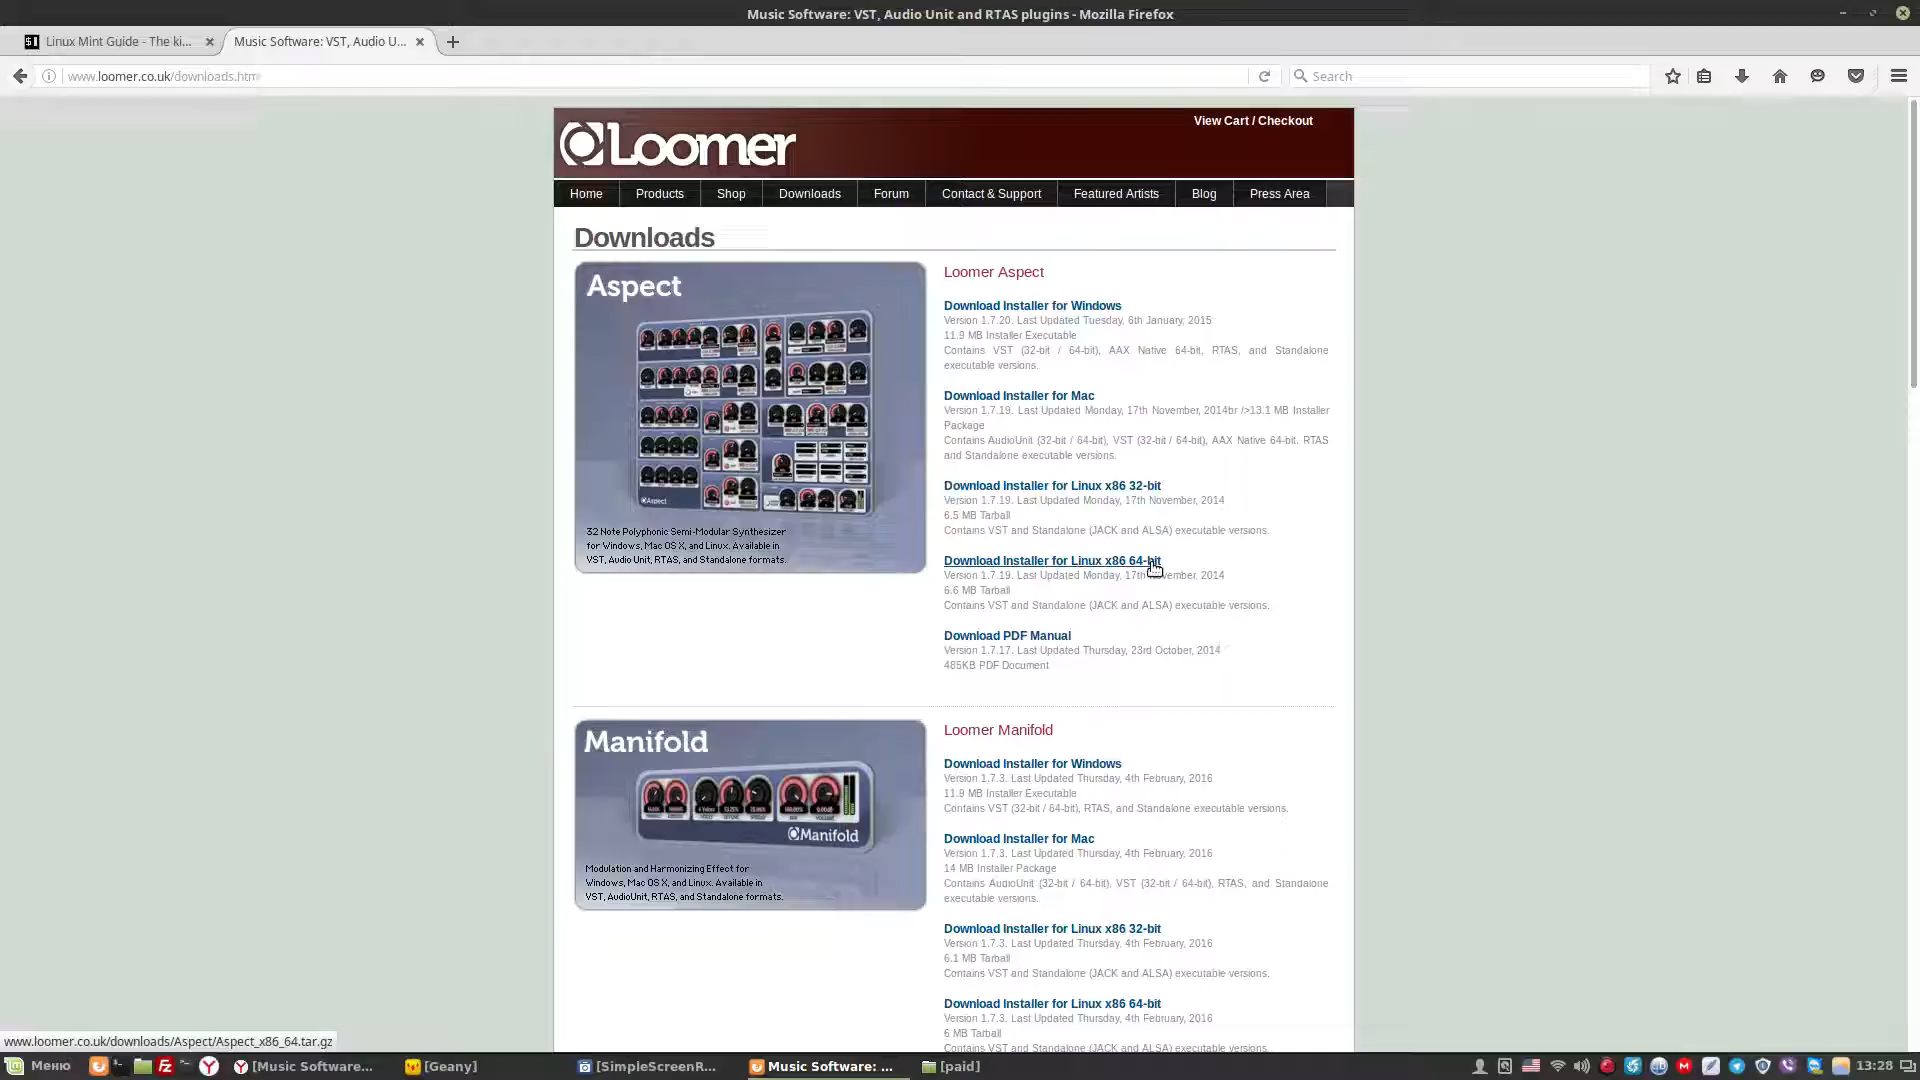 Music Software: VST, Audio Unit and RTAS plugins - Mozilla Firefox
Linux Mint Guide - The ki...
Music Software: VST, Audio U...
www.loomer.co.uk/downloads.htm
Search
View Cart / Checkout
Loomer
Home Products Shop Downloads Forum Contact & Support Featured Artists Blog Press Area
Downloads
Aspect
Aspect
32 Note Polyphonic Semi-Modular Synthesizer
for Windows, Mac OS X, and Linux. Available in
VST, Audio Unit, RTAS, and Standalone formats.
Loomer Aspect
Download Installer for Windows
Version 1.7.20. Last Updated Tuesday, 6th January, 2015
11.9 MB Installer Executable
Contains VST (32-bit / 64-bit), AAX Native 64-bit, RTAS, and Standalone
executable versions.
Download Installer for Mac
Version 1.7.19. Last Updated Monday, 17th November, 2014br />13.1 MB Installer
Package
Contains AudioUnit (32-bit / 64-bit), VST (32-bit / 64-bit), AAX Native 64-bit, RTAS
and Standalone executable versions.
Download Installer for Linux x86 32-bit
Version 1.7.19. Last Updated Monday, 17th November, 2014
6.5 MB Tarball
Contains VST and Standalone (JACK and ALSA) executable versions.
Download Installer for Linux x86 64-bit
Version 1.7.19. Last Updated Monday, 17th November, 2014
6.6 MB Tarball
Contains VST and Standalone (JACK and ALSA) executable versions.
Download PDF Manual
Version 1.7.17. Last Updated Thursday, 23rd October, 2014
485KB PDF Document
Manifold
Manifold
Modulation and Harmonizing Effect for
Windows, Mac OS X, and Linux. Available in
VST, AudioUnit, RTAS, and Standalone formats.
Loomer Manifold
Download Installer for Windows
Version 1.7.3. Last Updated Thursday, 4th February, 2016
11.9 MB Installer Executable
Contains VST (32-bit / 64-bit), RTAS, and Standalone executable versions.
Download Installer for Mac
Version 1.7.3. Last Updated Thursday, 4th February, 2016
14 MB Installer Package
Contains AudioUnit (32-bit / 64-bit), VST (32-bit / 64-bit), RTAS, and Standalone
executable versions.
Download Installer for Linux x86 32-bit
Version 1.7.3. Last Updated Thursday, 4th February, 2016
6.1 MB Tarball
Contains VST and Standalone (JACK and ALSA) executable versions.
Download Installer for Linux x86 64-bit
Version 1.7.3. Last Updated Thursday, 4th February, 2016
6 MB Tarball
Contains VST and Standalone (JACK and ALSA) executable versions.
www.loomer.co.uk/downloads/Aspect/Aspect_x86_64.tar.gz
Меню [Music Software... [Geany] [SimpleScreenR... Music Software: ... [paid] 13:28